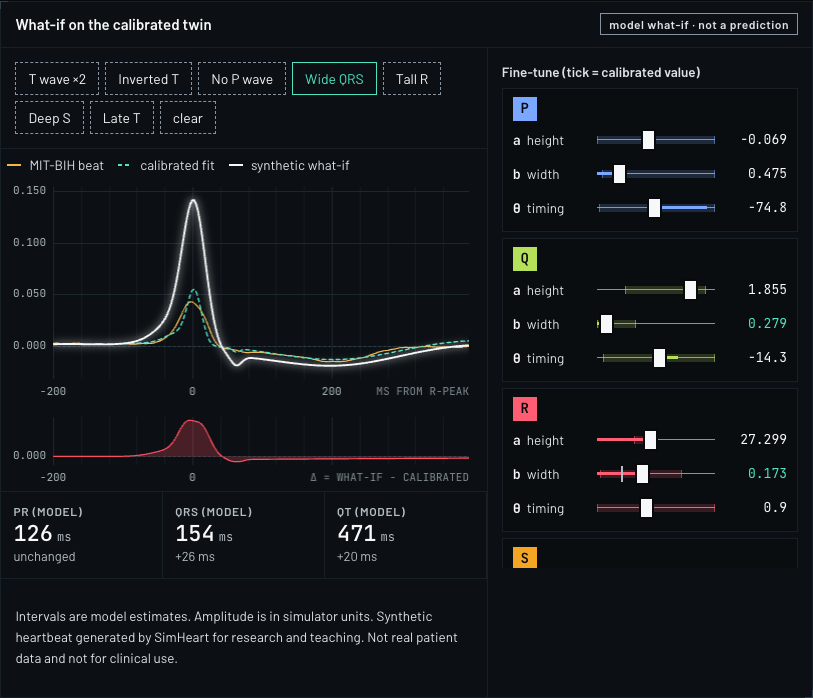 What-if on the calibrated twin
model what-if · not a prediction
T wave ×2
Inverted T
No P wave
Wide QRS
Tall R
Deep S
Late T
clear
MIT-BIH beat
calibrated fit
synthetic what-if
0.150
0.100
0.050
0.000
-200
0
200
MS FROM R-PEAK
0.000
-200
0
Δ = WHAT-IF − CALIBRATED
PR (MODEL)
126 ms
unchanged
QRS (MODEL)
154 ms
+26 ms
QT (MODEL)
471 ms
+20 ms
Intervals are model estimates. Amplitude is in simulator units. Synthetic
heartbeat generated by SimHeart for research and teaching. Not real patient
data and not for clinical use.
Fine-tune (tick = calibrated value)
P
a height -0.069
b width 0.475
θ timing -74.8
Q
a height 1.855
b width 0.279
θ timing -14.3
R
a height 27.299
b width 0.173
θ timing 0.9
S